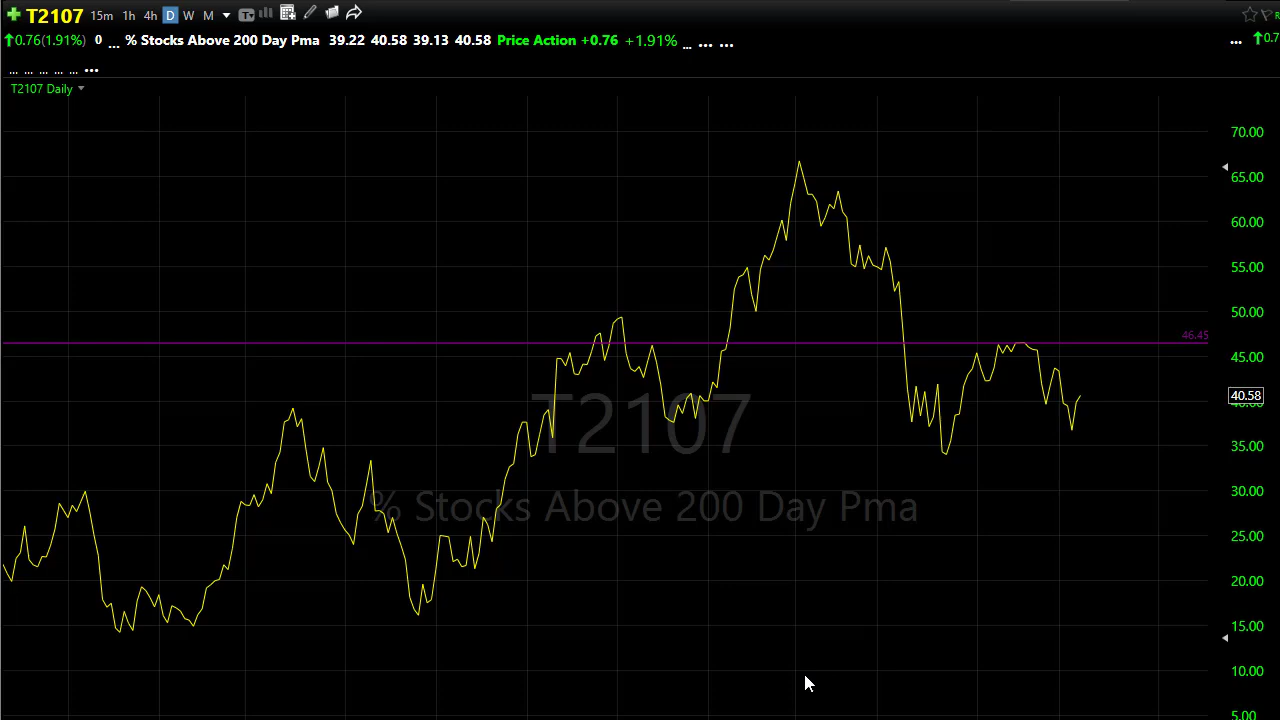 T2107 15m 1h 4h D W M
0.76(1.91%) 0 ... % Stocks Above 200 Day Pma 39.22 40.58 39.13 40.58 Price Action +0.76 +1.91% ... ... ... ... 0.7
... ... ... ... ... ...
T2107 Daily
70.00
65.00
60.00
55.00
50.00
46.45
45.00
40.58
35.00
T2107
30.00
% Stocks Above 200 Day Pma
25.00
20.00
15.00
10.00
5.00